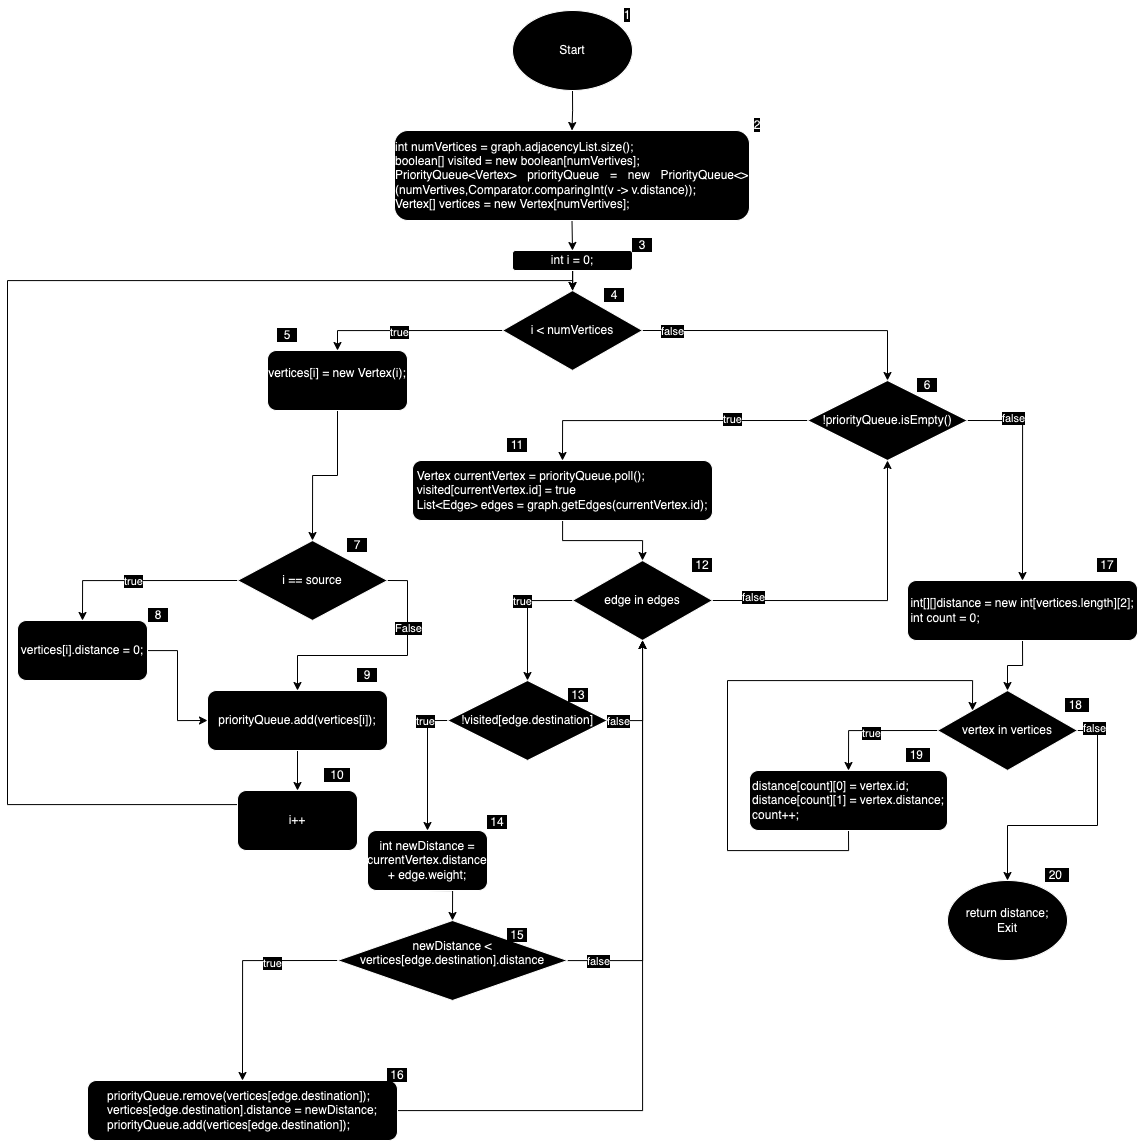 1
Start
2
int numVertices = graph.adjacencyList.size();
boolean[] visited = new boolean[numVertives];
PriorityQueue<Vertex> priorityQueue = new PriorityQueue<>
(numVertives,Comparator.comparingInt(v -> v.distance));
Vertex[] vertices = new Vertex[numVertives];
3
int i = 0;
4
i < numVertices
true
false
5
vertices[i] = new Vertex(i);
6
!priorityQueue.isEmpty()
true
false
11
Vertex currentVertex = priorityQueue.poll();
visited[currentVertex.id] = true
List<Edge> edges = graph.getEdges(currentVertex.id);
7
i == source
true
False
8
vertices[i].distance = 0;
9
priorityQueue.add(vertices[i]);
10
i++
12
edge in edges
true
false
13
!visited[edge.destination]
true
false
14
int newDistance =
currentVertex.distance
+ edge.weight;
15
newDistance <
vertices[edge.destination].distance
true
false
16
priorityQueue.remove(vertices[edge.destination]);
vertices[edge.destination].distance = newDistance;
priorityQueue.add(vertices[edge.destination]);
17
int[][]distance = new int[vertices.length][2];
int count = 0;
18
vertex in vertices
true
false
19
distance[count][0] = vertex.id;
distance[count][1] = vertex.distance;
count++;
20
return distance;
Exit